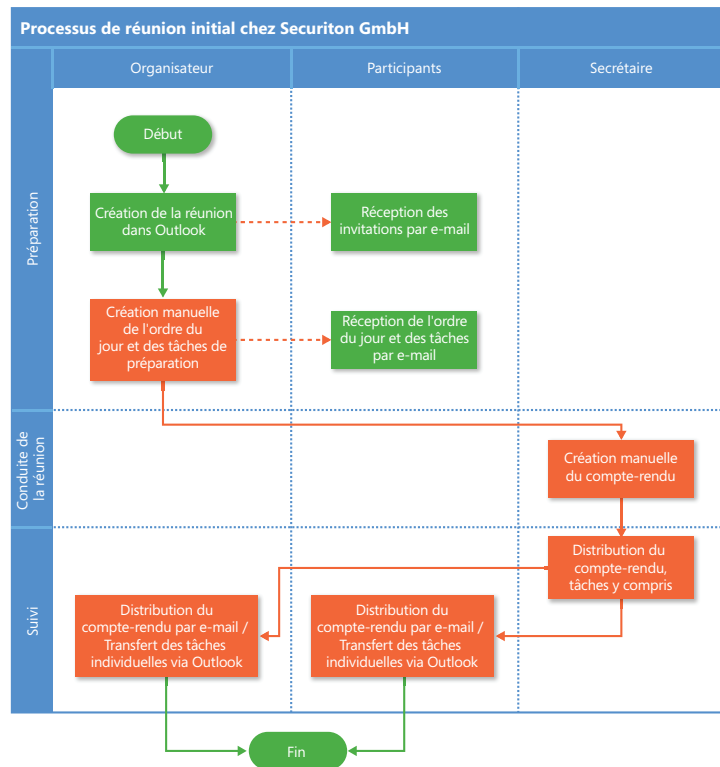 Processus de réunion initial chez Securiton GmbH
Organisateur
Participants
Secrétaire
Préparation
Début
Création de la réunion
dans Outlook
Réception des
invitations par e-mail
Création manuelle
de l'ordre du
jour et des tâches de
préparation
Réception de l'ordre
du jour et des tâches
par e-mail
Conduite de
la réunion
Création manuelle
du compte-rendu
Suivi
Distribution du
compte-rendu,
tâches y compris
Distribution du
compte-rendu par e-mail /
Transfert des tâches
individuelles via Outlook
Distribution du
compte-rendu par e-mail /
Transfert des tâches
individuelles via Outlook
Fin